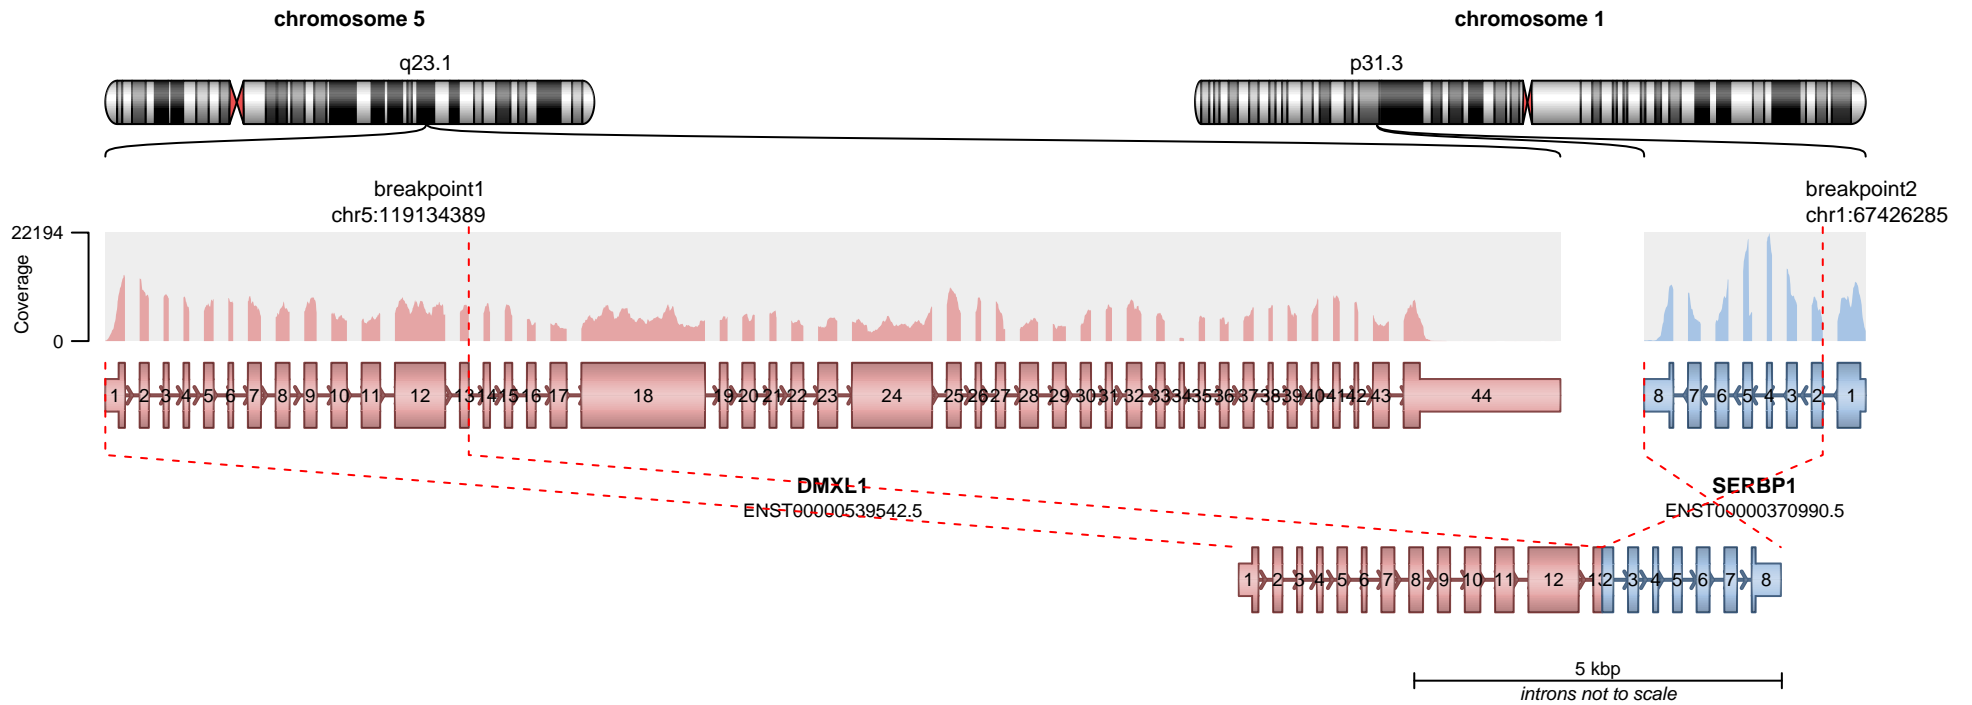 chromosome 5
chromosome 1
q23.1
p31.3
breakpoint1
chr5:119134389
breakpoint2
chr1:67426285
22194
Coverage
0
1 2 3 4 5 6 7 8 9 10 11 12 13 14 15 16 17 18 19 20 21 22 23 24 25 26 27 28 29 30 31 32 33 34 35 36 37 38 39 40 41 42 43 44
8 7 6 5 4 3 2 1
DMXL1
ENST00000539542.5
SERBP1
ENST00000370990.5
1 2 3 4 5 6 7 8 9 10 11 12 13 2 3 4 5 6 7 8
5 kbp
introns not to scale